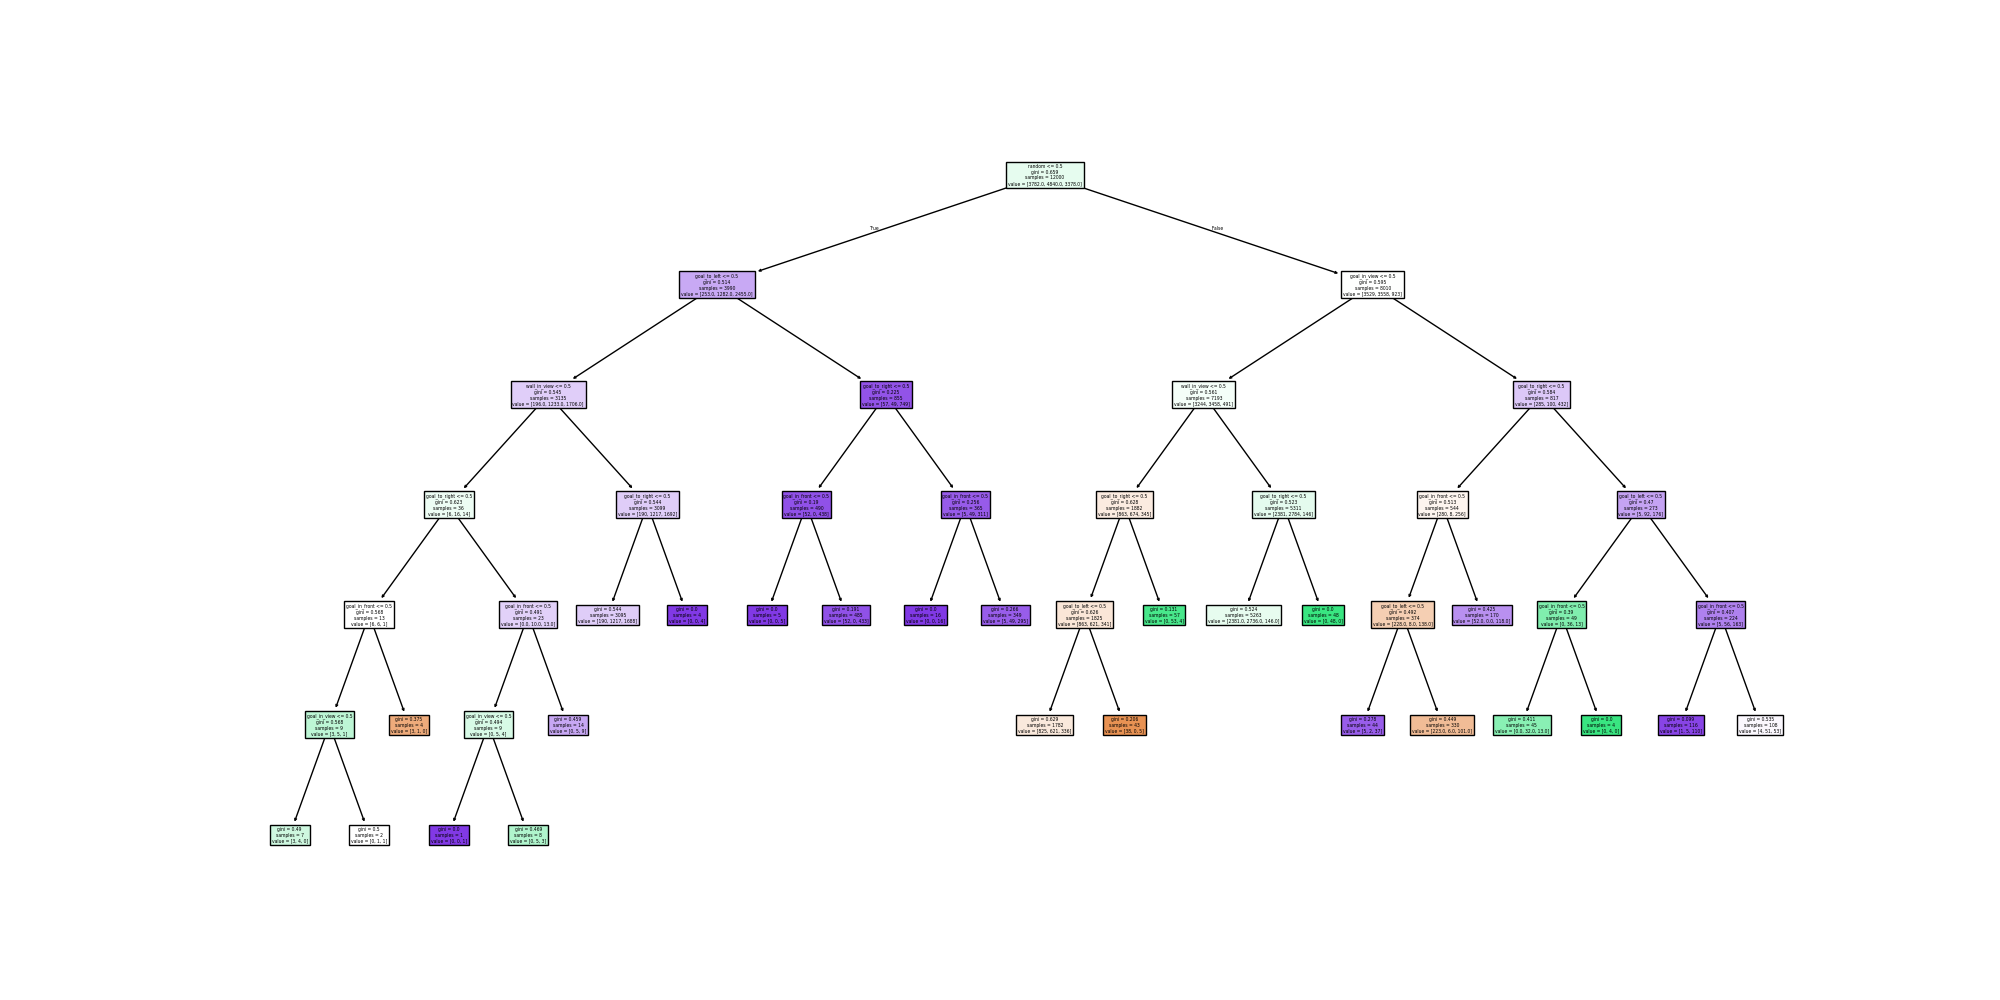 random <= 0.5
gini = 0.659
samples = 12000
value = [3782.0, 4840.0, 3378.0]
True
False
goal_to_left <= 0.5
gini = 0.514
samples = 3990
value = [253.0, 1282.0, 2455.0]
goal_in_view <= 0.5
gini = 0.595
samples = 8010
value = [3529, 3558, 923]
wall_in_view <= 0.5
gini = 0.545
samples = 3135
value = [196.0, 1233.0, 1706.0]
goal_to_right <= 0.5
gini = 0.225
samples = 855
value = [57, 49, 749]
wall_in_view <= 0.5
gini = 0.561
samples = 7193
value = [3244, 3458, 491]
goal_to_right <= 0.5
gini = 0.584
samples = 817
value = [285, 100, 432]
goal_to_right <= 0.5
gini = 0.623
samples = 36
value = [6, 16, 14]
goal_to_right <= 0.5
gini = 0.544
samples = 3099
value = [190, 1217, 1692]
goal_in_front <= 0.5
gini = 0.19
samples = 490
value = [52, 0, 438]
goal_in_front <= 0.5
gini = 0.256
samples = 365
value = [5, 49, 311]
goal_to_right <= 0.5
gini = 0.628
samples = 1882
value = [863, 674, 345]
goal_to_right <= 0.5
gini = 0.523
samples = 5311
value = [2381, 2784, 146]
goal_in_front <= 0.5
gini = 0.513
samples = 544
value = [280, 8, 256]
goal_to_left <= 0.5
gini = 0.47
samples = 273
value = [5, 92, 176]
goal_in_front <= 0.5
gini = 0.568
samples = 13
value = [6, 6, 1]
goal_in_front <= 0.5
gini = 0.491
samples = 23
value = [0.0, 10.0, 13.0]
gini = 0.544
samples = 3095
value = [190, 1217, 1688]
gini = 0.0
samples = 4
value = [0, 0, 4]
gini = 0.0
samples = 5
value = [0, 0, 5]
gini = 0.191
samples = 485
value = [52, 0, 433]
gini = 0.0
samples = 16
value = [0, 0, 16]
gini = 0.266
samples = 349
value = [5, 49, 295]
goal_to_left <= 0.5
gini = 0.626
samples = 1825
value = [863, 621, 341]
gini = 0.131
samples = 57
value = [0, 53, 4]
gini = 0.524
samples = 5263
value = [2381.0, 2736.0, 146.0]
gini = 0.0
samples = 48
value = [0, 48, 0]
goal_to_left <= 0.5
gini = 0.492
samples = 374
value = [228.0, 8.0, 138.0]
gini = 0.425
samples = 170
value = [52.0, 0.0, 118.0]
goal_in_front <= 0.5
gini = 0.39
samples = 49
value = [0, 36, 13]
goal_in_front <= 0.5
gini = 0.407
samples = 224
value = [5, 56, 163]
goal_in_view <= 0.5
gini = 0.568
samples = 9
value = [3, 5, 1]
gini = 0.375
samples = 4
value = [3, 1, 0]
goal_in_view <= 0.5
gini = 0.494
samples = 9
value = [0, 5, 4]
gini = 0.459
samples = 14
value = [0, 5, 9]
gini = 0.629
samples = 1782
value = [825, 621, 336]
gini = 0.206
samples = 43
value = [38, 0, 5]
gini = 0.278
samples = 44
value = [5, 2, 37]
gini = 0.449
samples = 330
value = [223.0, 6.0, 101.0]
gini = 0.411
samples = 45
value = [0.0, 32.0, 13.0]
gini = 0.0
samples = 4
value = [0, 4, 0]
gini = 0.099
samples = 116
value = [1, 5, 110]
gini = 0.535
samples = 108
value = [4, 51, 53]
gini = 0.49
samples = 7
value = [3, 4, 0]
gini = 0.5
samples = 2
value = [0, 1, 1]
gini = 0.0
samples = 1
value = [0, 0, 1]
gini = 0.469
samples = 8
value = [0, 5, 3]